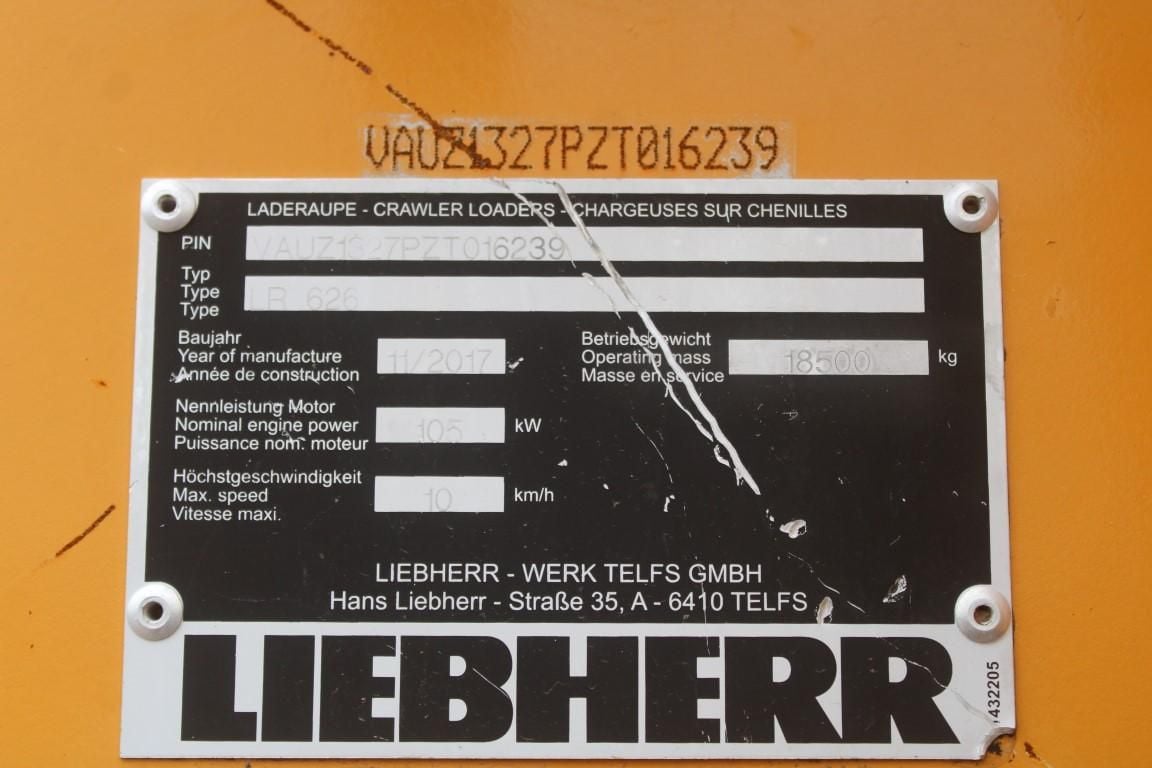 VAUZ1327PZT016239
LADERAUPE - CRAWLER LOADERS - CHARGEUSES SUR CHENILLES
PIN VAUZ1327PZT016239
Typ
Type
Type
LR 626
Baujahr
Year of manufacture
Année de construction
11/2017
Betriebsgewicht
Operating mass
Masse en service
18500 kg
Nennleistung Motor
Nominal engine power
Puissance nom. moteur
105 kW
Höchstgeschwindigkeit
Max. speed
Vitesse maxi.
10 km/h
LIEBHERR - WERK TELFS GMBH
Hans Liebherr - Straße 35, A - 6410 TELFS
LIEBHERR